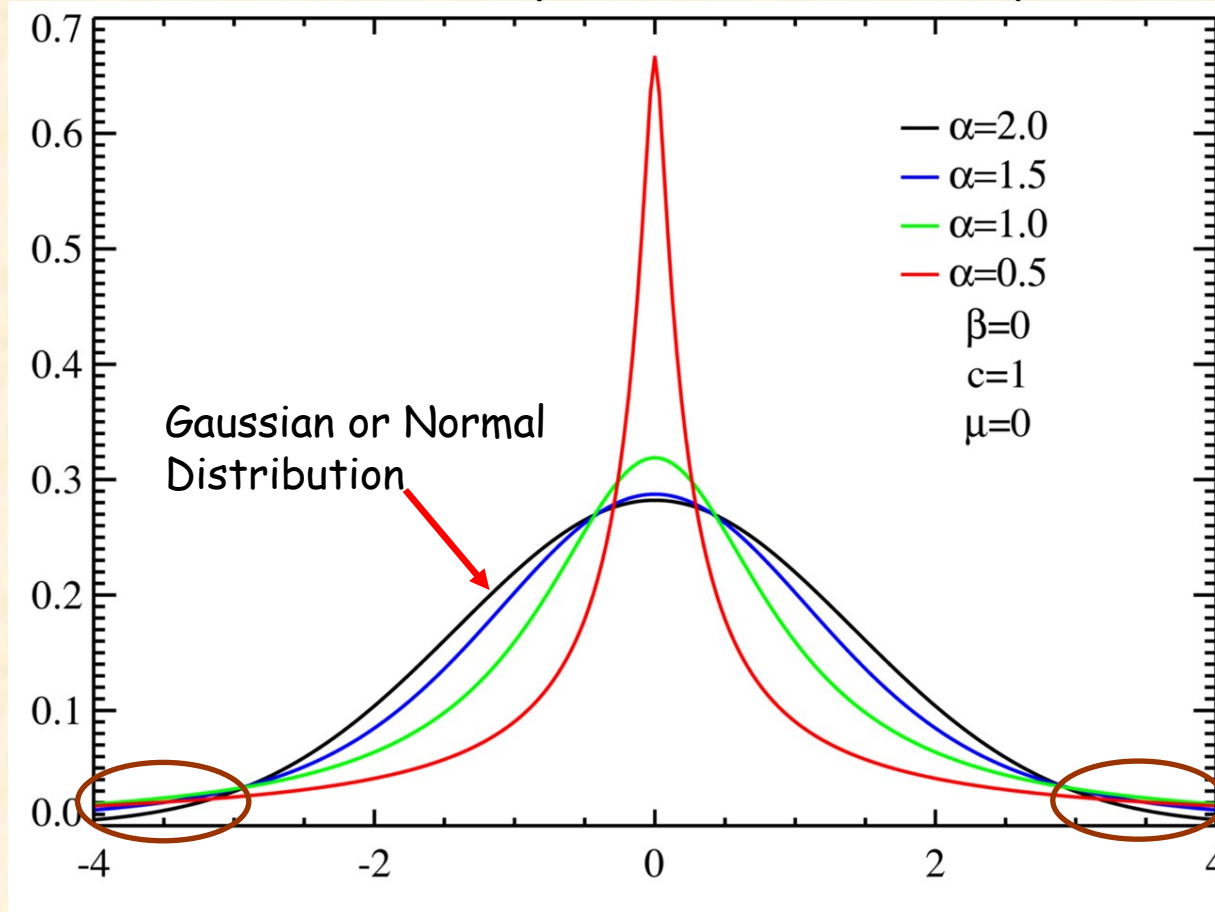 0.7
0.6
0.5
0.4
0.3
0.2
0.1
0.0
α=2.0
α=1.5
α=1.0
α=0.5
β=0
c=1
μ=0
Gaussian or Normal
Distribution
-4 -2 0 2 4